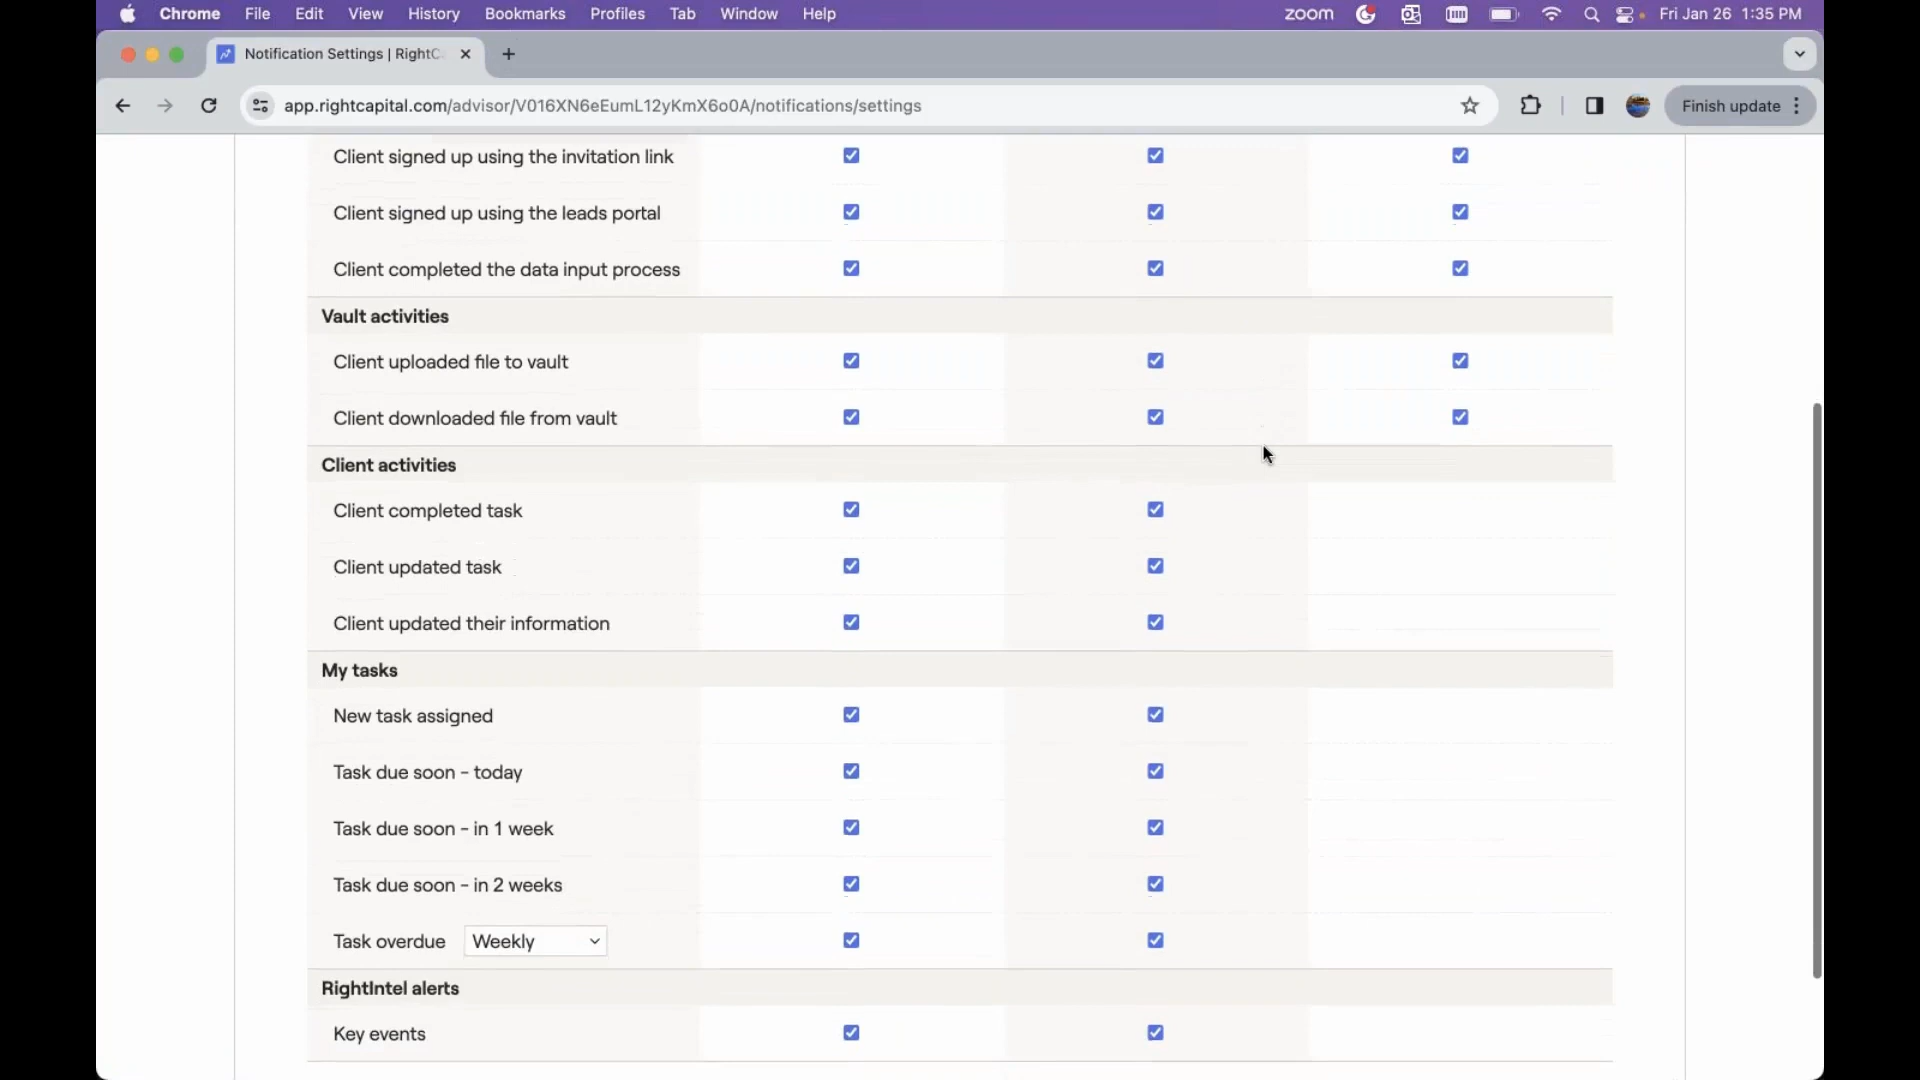 Chrome File Edit View History Bookmarks Profiles Tab Window Help zoom Fri Jan 26 1:35 PM
Notification Settings | RightC
app.rightcapital.com/advisor/V016XN6eEumL12yKmX6o0A/notifications/settings Finish update
Client signed up using the invitation link
Client signed up using the leads portal
Client completed the data input process
Vault activities
Client uploaded file to vault
Client downloaded file from vault
Client activities
Client completed task
Client updated task
Client updated their information
My tasks
New task assigned
Task due soon - today
Task due soon - in 1 week
Task due soon - in 2 weeks
Task overdue Weekly
RightIntel alerts
Key events